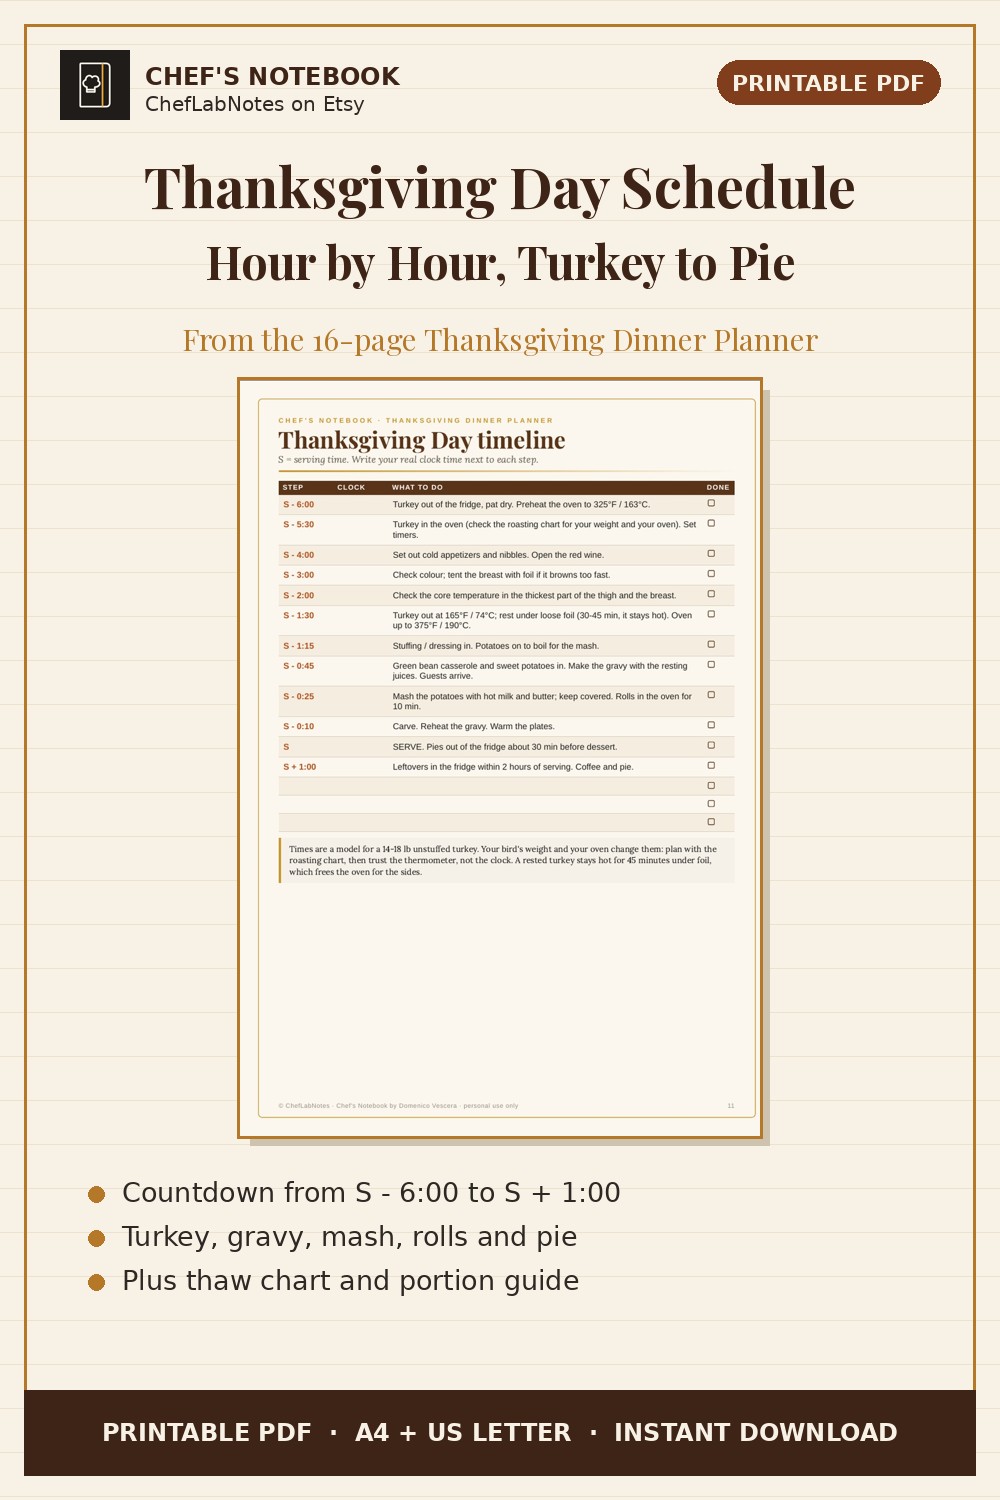 CHEF'S NOTEBOOK
ChefLabNotes on Etsy
PRINTABLE PDF
Thanksgiving Day Schedule
Hour by Hour, Turkey to Pie
From the 16-page Thanksgiving Dinner Planner
CHEF'S NOTEBOOK · THANKSGIVING DINNER PLANNER
Thanksgiving Day timeline
S = serving time. Write your real clock time next to each step.
STEP CLOCK WHAT TO DO DONE
S - 6:00 Turkey out of the fridge, pat dry. Preheat the oven to 325°F / 163°C.
S - 5:30 Turkey in the oven (check the roasting chart for your weight and your oven). Set
timers.
S - 4:00 Set out cold appetizers and nibbles. Open the red wine.
S - 3:00 Check colour; tent the breast with foil if it browns too fast.
S - 2:00 Check the core temperature in the thickest part of the thigh and the breast.
S - 1:30 Turkey out at 165°F / 74°C; rest under loose foil (30-45 min, it stays hot). Oven
up to 375°F / 190°C.
S - 1:15 Stuffing / dressing in. Potatoes on to boil for the mash.
S - 0:45 Green bean casserole and sweet potatoes in. Make the gravy with the resting
juices. Guests arrive.
S - 0:25 Mash the potatoes with hot milk and butter; keep covered. Rolls in the oven for
10 min.
S - 0:10 Carve. Reheat the gravy. Warm the plates.
S SERVE. Pies out of the fridge about 30 min before dessert.
S + 1:00 Leftovers in the fridge within 2 hours of serving. Coffee and pie.
Times are a model for a 14-18 lb unstuffed turkey. Your bird's weight and your oven change them: plan with the
roasting chart, then trust the thermometer, not the clock. A rested turkey stays hot for 45 minutes under foil,
which frees the oven for the sides.
© ChefLabNotes · Chef's Notebook by Domenico Vescera · personal use only 11
Countdown from S - 6:00 to S + 1:00
Turkey, gravy, mash, rolls and pie
Plus thaw chart and portion guide
PRINTABLE PDF · A4 + US LETTER · INSTANT DOWNLOAD